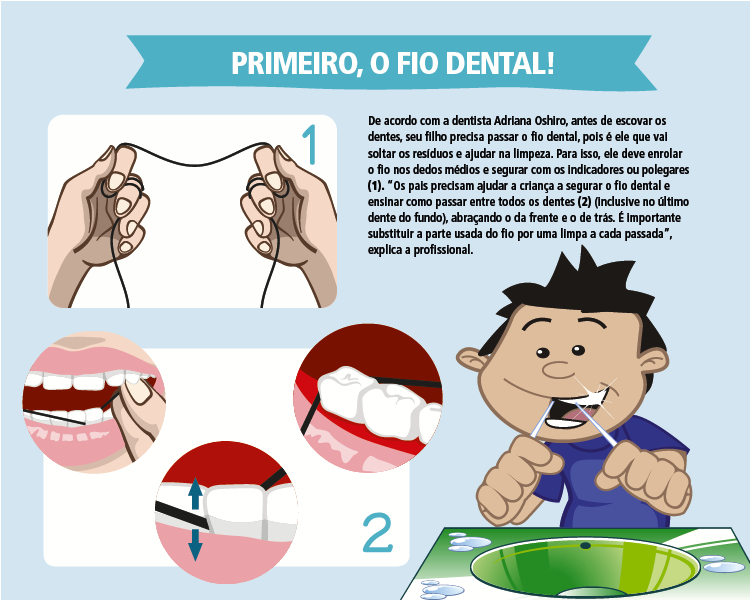 PRIMEIRO, O FIO DENTAL!
1
De acordo com a dentista Adriana Oshiro, antes de escovar os
dentes, seu filho precisa passar o fio dental, pois é ele que vai
soltar os resíduos e ajudar na limpeza. Para isso, ele deve enrolar
o fio nos dedos médios e segurar com os indicadores ou polegares
(1). “Os pais precisam ajudar a criança a segurar o fio dental e
ensinar como passar entre todos os dentes (2) (inclusive no último
dente do fundo), abraçando o da frente e o de trás. É importante
substituir a parte usada do fio por uma limpa a cada passada”,
explica a profissional.
2